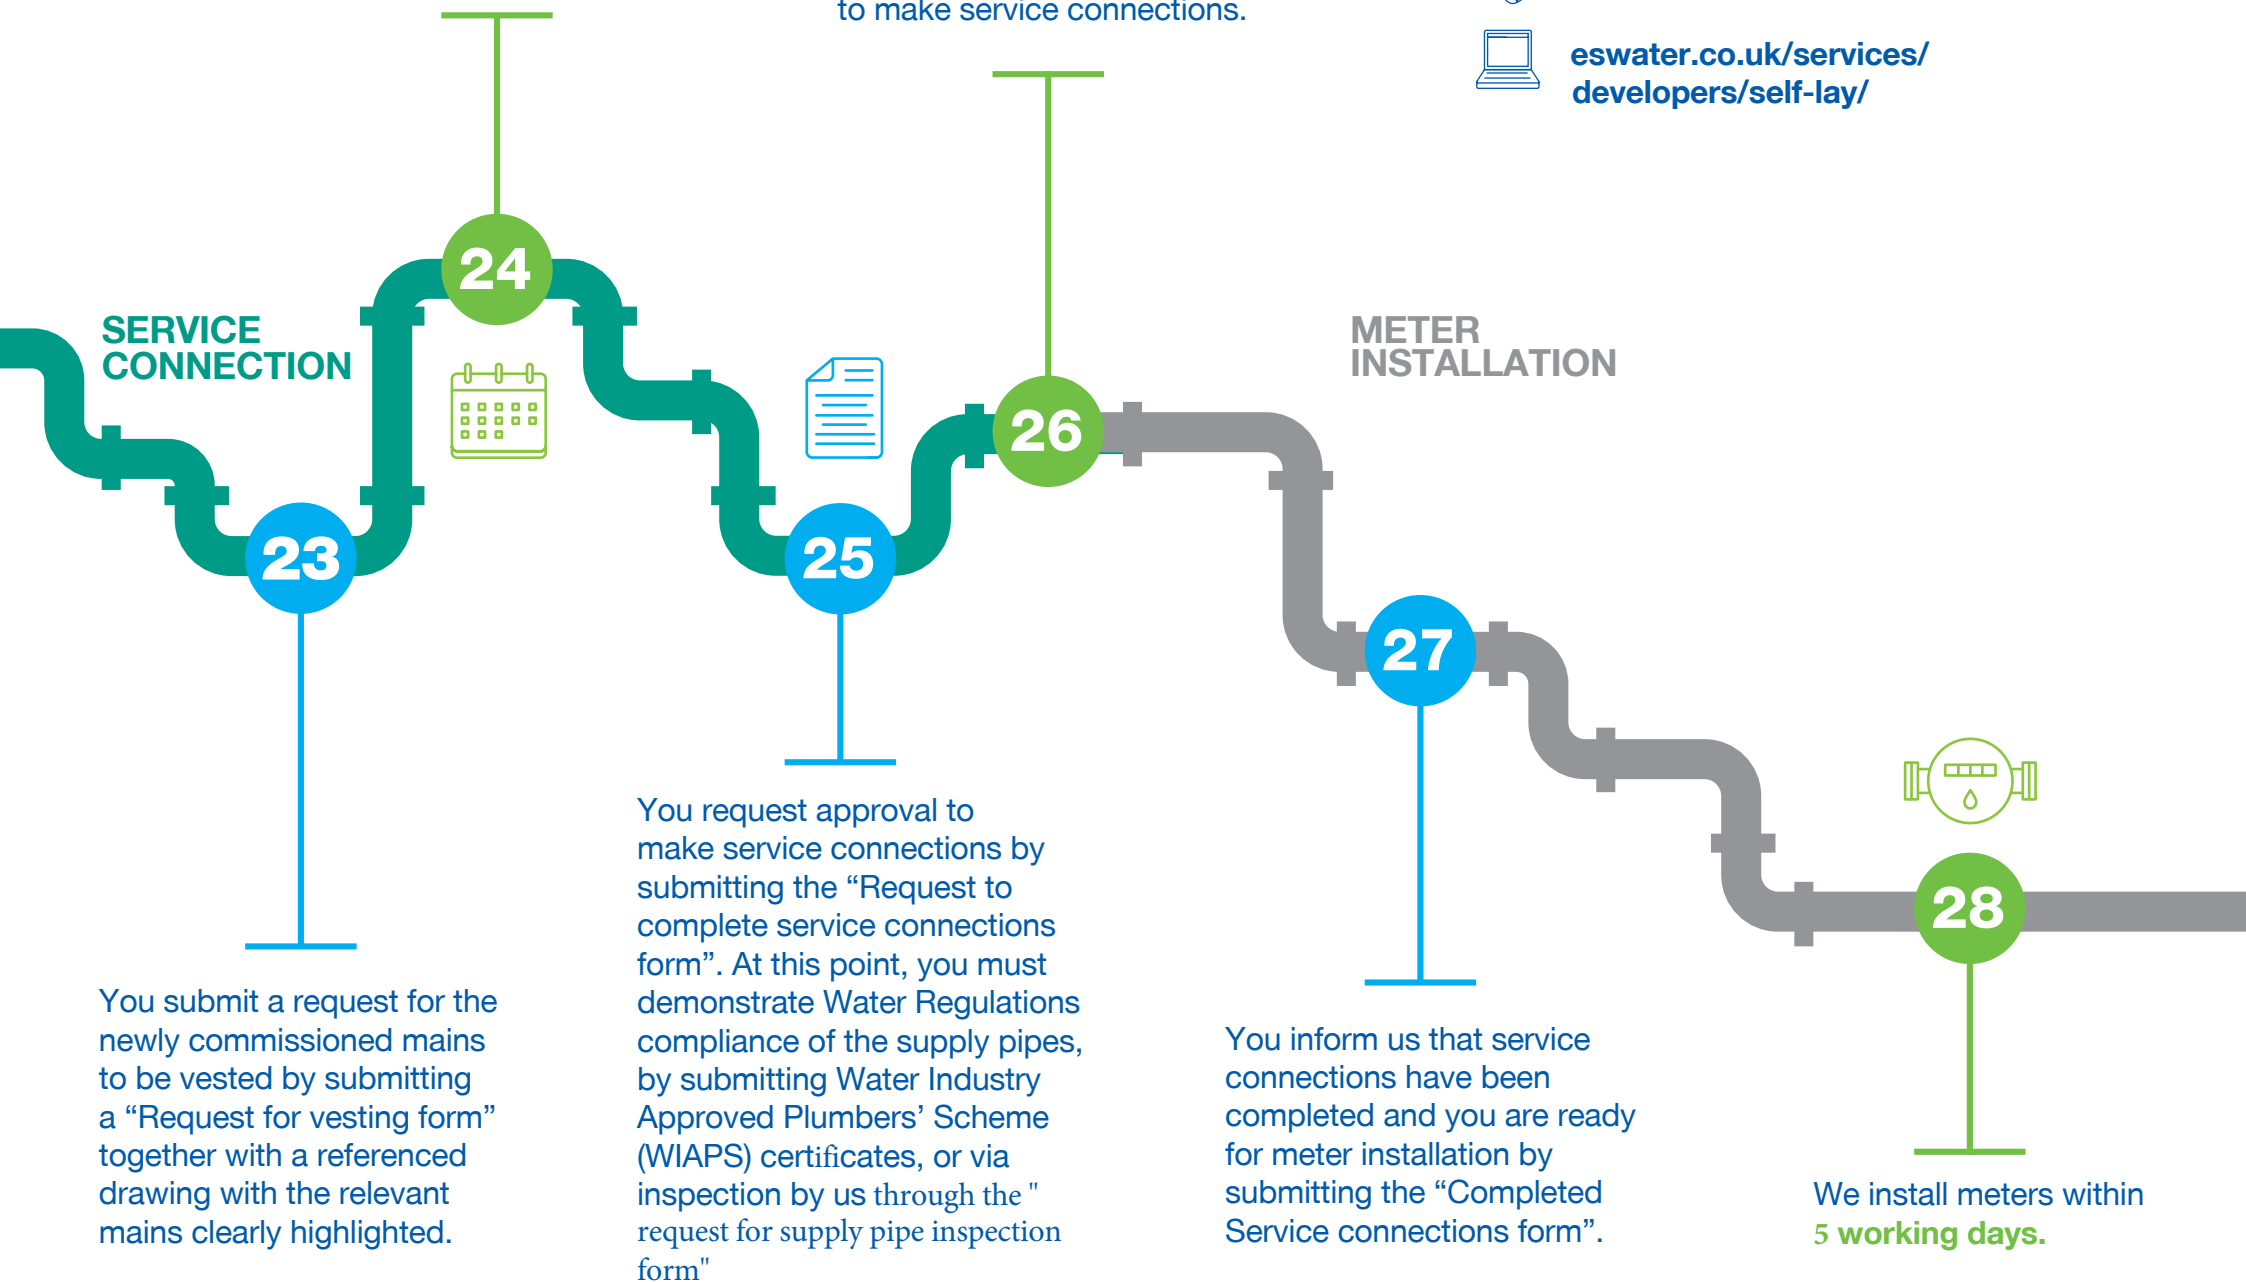 to make service connections.
eswater.co.uk/services/
developers/self-lay/
24
SERVICE
CONNECTION
METER
INSTALLATION
26
23
25
27
28
You submit a request for the
newly commissioned mains
to be vested by submitting
a “Request for vesting form”
together with a referenced
drawing with the relevant
mains clearly highlighted.
You request approval to
make service connections by
submitting the “Request to
complete service connections
form”. At this point, you must
demonstrate Water Regulations
compliance of the supply pipes,
by submitting Water Industry
Approved Plumbers’ Scheme
(WIAPS) certificates, or via
inspection by us through the "
request for supply pipe inspection
form"
You inform us that service
connections have been
completed and you are ready
for meter installation by
submitting the “Completed
Service connections form”.
We install meters within
5 working days.